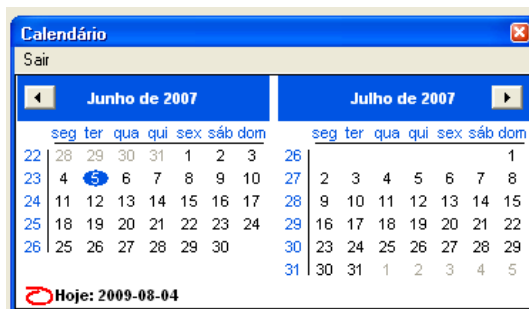 Calendário
Sair
Junho de 2007
seg ter qua qui sex sáb dom
22 28 29 30 31 1 2 3
23 4 5 6 7 8 9 10
24 11 12 13 14 15 16 17
25 18 19 20 21 22 23 24
26 25 26 27 28 29 30
Julho de 2007
seg ter qua qui sex sáb dom
26 1
27 2 3 4 5 6 7 8
28 9 10 11 12 13 14 15
29 16 17 18 19 20 21 22
30 23 24 25 26 27 28 29
31 30 31 1 2 3 4 5
Hoje: 2009-08-04